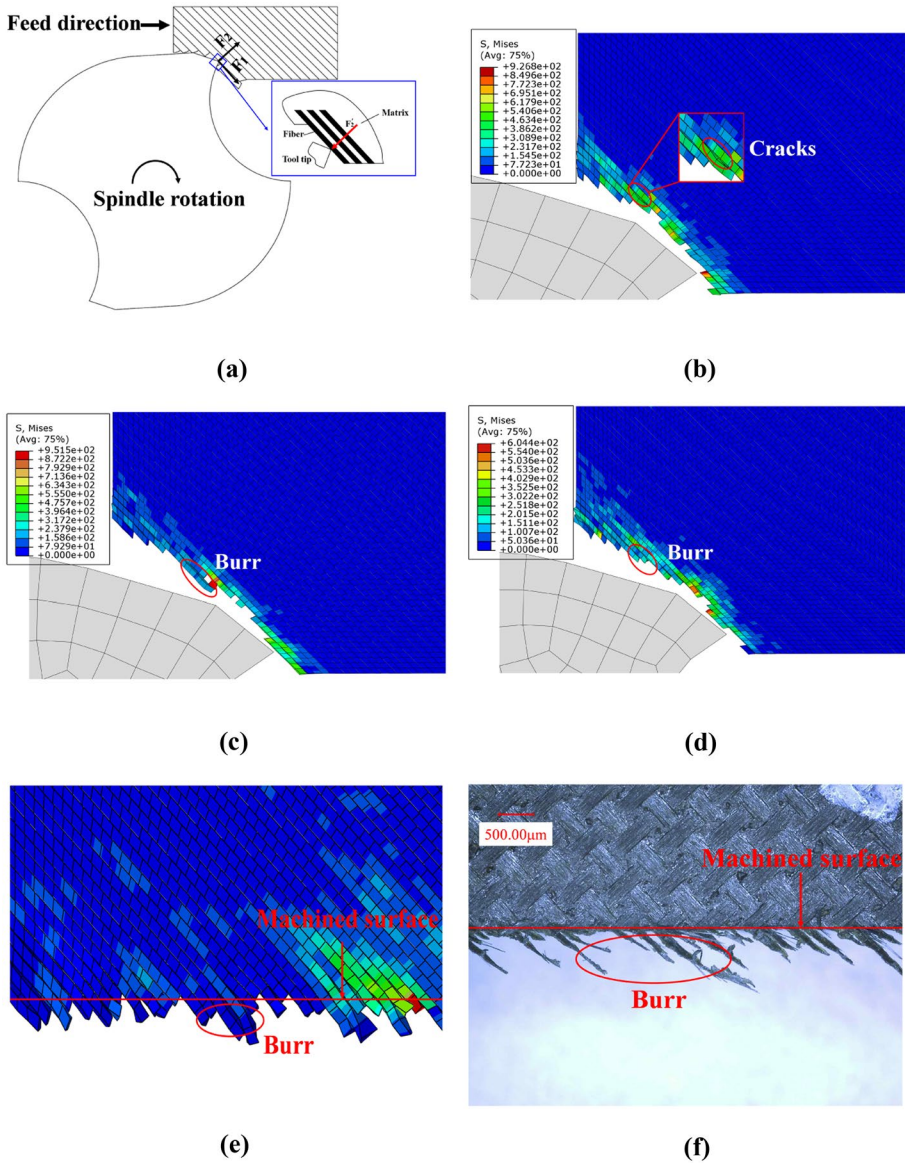 Feed direction
F2
F1
Fiber
F2'
Matrix
Tool tip
Spindle rotation
(a)
S, Mises
(Avg: 75%)
+9.268e+02
+8.496e+02
+7.723e+02
+6.951e+02
+6.179e+02
+5.406e+02
+4.634e+02
+3.862e+02
+3.089e+02
+2.317e+02
+1.545e+02
+7.723e+01
+0.000e+00
Cracks
(b)
S, Mises
(Avg: 75%)
+9.515e+02
+8.722e+02
+7.929e+02
+7.136e+02
+6.343e+02
+5.550e+02
+4.757e+02
+3.964e+02
+3.172e+02
+2.379e+02
+1.586e+02
+7.929e+01
+0.000e+00
Burr
(c)
S, Mises
(Avg: 75%)
+6.044e+02
+5.540e+02
+5.036e+02
+4.533e+02
+4.029e+02
+3.525e+02
+3.022e+02
+2.518e+02
+2.015e+02
+1.511e+02
+1.007e+02
+5.036e+01
+0.000e+00
Burr
(d)
Machined surface
Burr
(e)
500.00μm
Machined surface
Burr
(f)